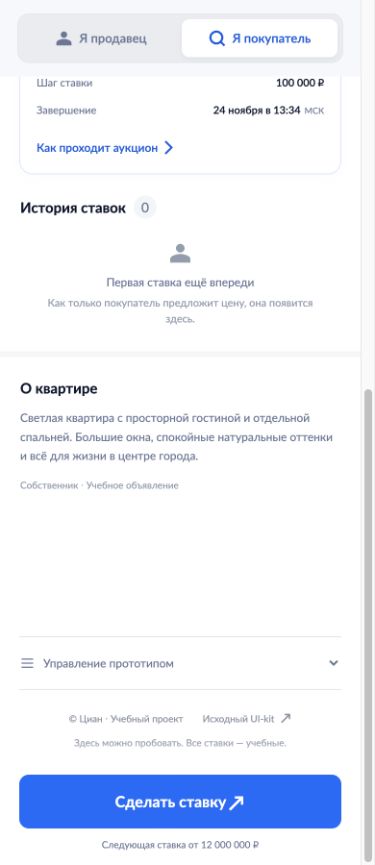 Я продавец
Я покупатель
Шаг ставки 100 000 ₽
Завершение 24 ноября в 13:34 МСК
Как проходит аукцион
История ставок 0
Первая ставка ещё впереди
Как только покупатель предложит цену, она появится
здесь.
О квартире
Светлая квартира с просторной гостиной и отдельной
спальней. Большие окна, спокойные натуральные оттенки
и всё для жизни в центре города.
Собственник · Учебное объявление
Управление прототипом
© Циан · Учебный проект Исходный UI-kit
Здесь можно пробовать. Все ставки — учебные.
Сделать ставку
Следующая ставка от 12 000 000 ₽